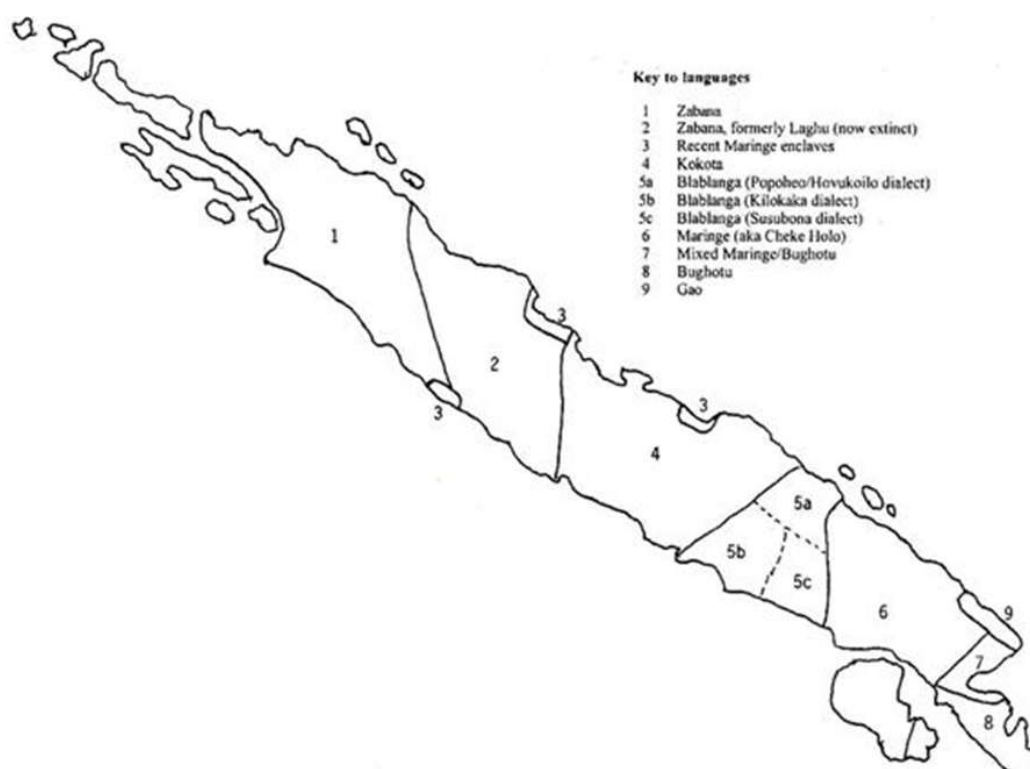 Key to languages
1 Zabana
2 Zabana, formerly Laghu (now extinct)
3 Recent Maringe enclaves
4 Kokota
5a Blablanga (Popoheo/Hovukoilo dialect)
5b Blablanga (Kilokaka dialect)
5c Blablanga (Susubona dialect)
6 Maringe (aka Cheke Holo)
7 Mixed Maringe/Bughotu
8 Bughotu
9 Gao
1
3
2
3
3
4
5a
5b
5c
6
9
7
8